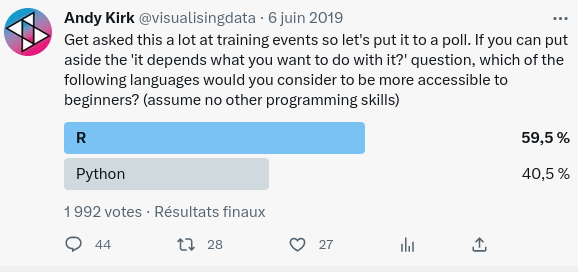 Andy Kirk @visualisingdata · 6 juin 2019
Get asked this a lot at training events so let's put it to a poll. If you can put
aside the 'it depends what you want to do with it?' question, which of the
following languages would you consider to be more accessible to
beginners? (assume no other programming skills)
R 59,5 %
Python 40,5 %
1 992 votes · Résultats finaux
44 28 27